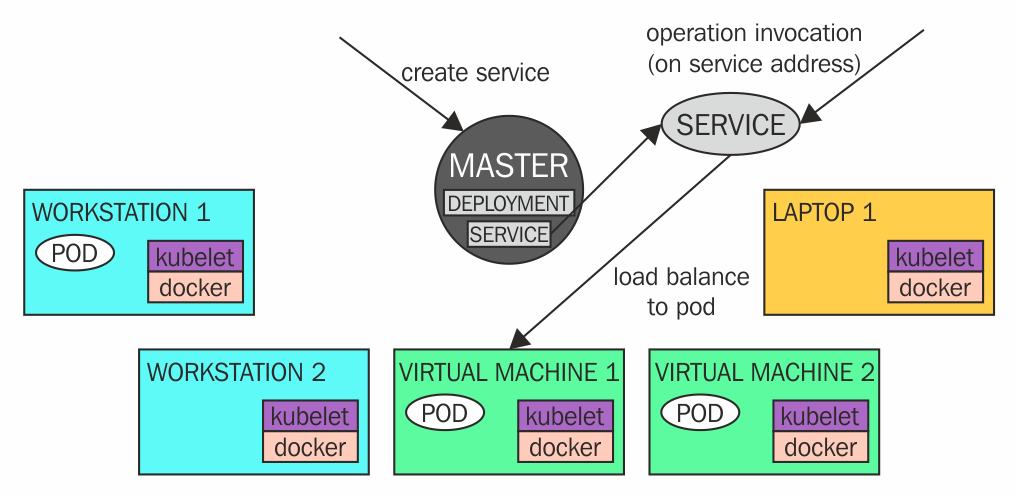 operation invocation
(on service address)
create service
SERVICE
MASTER
DEPLOYMENT
SERVICE
WORKSTATION 1
POD
kubelet
docker
LAPTOP 1
kubelet
docker
load balance
to pod
WORKSTATION 2
kubelet
docker
VIRTUAL MACHINE 1
POD
kubelet
docker
VIRTUAL MACHINE 2
POD
kubelet
docker